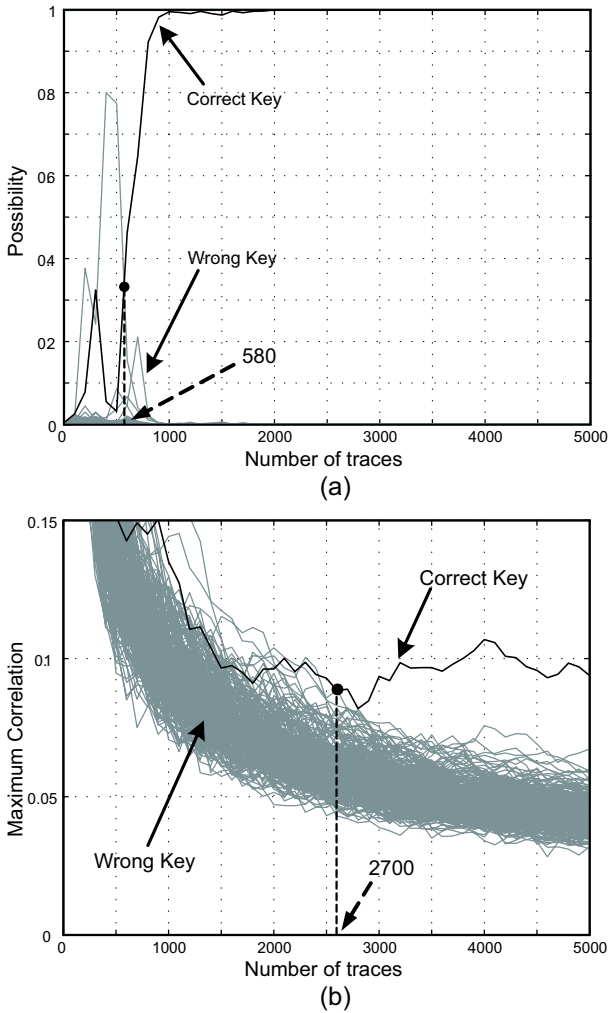 1
08
06
04
02
0
Possibility
Correct Key
Wrong Key
580
0 1000 2000 3000 4000 5000
Number of traces
(a)
0.15
0.1
0.05
0
Maximum Correlation
Correct Key
Wrong Key
2700
0 1000 2000 3000 4000 5000
Number of traces
(b)